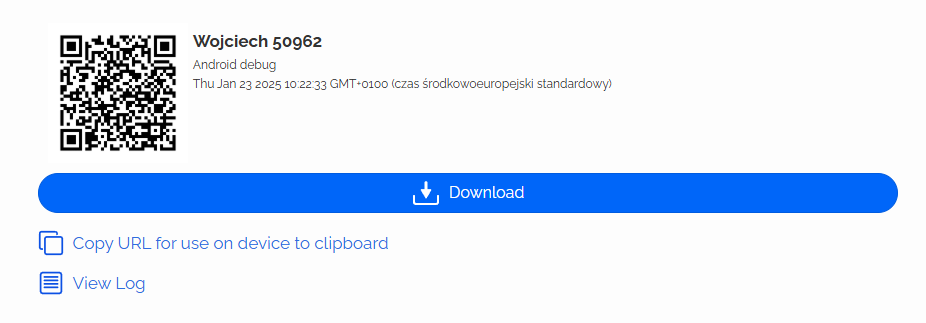 Wojciech 50962
Android debug
Thu Jan 23 2025 10:22:33 GMT+0100 (czas środkowoeuropejski standardowy)
Download
Copy URL for use on device to clipboard
View Log